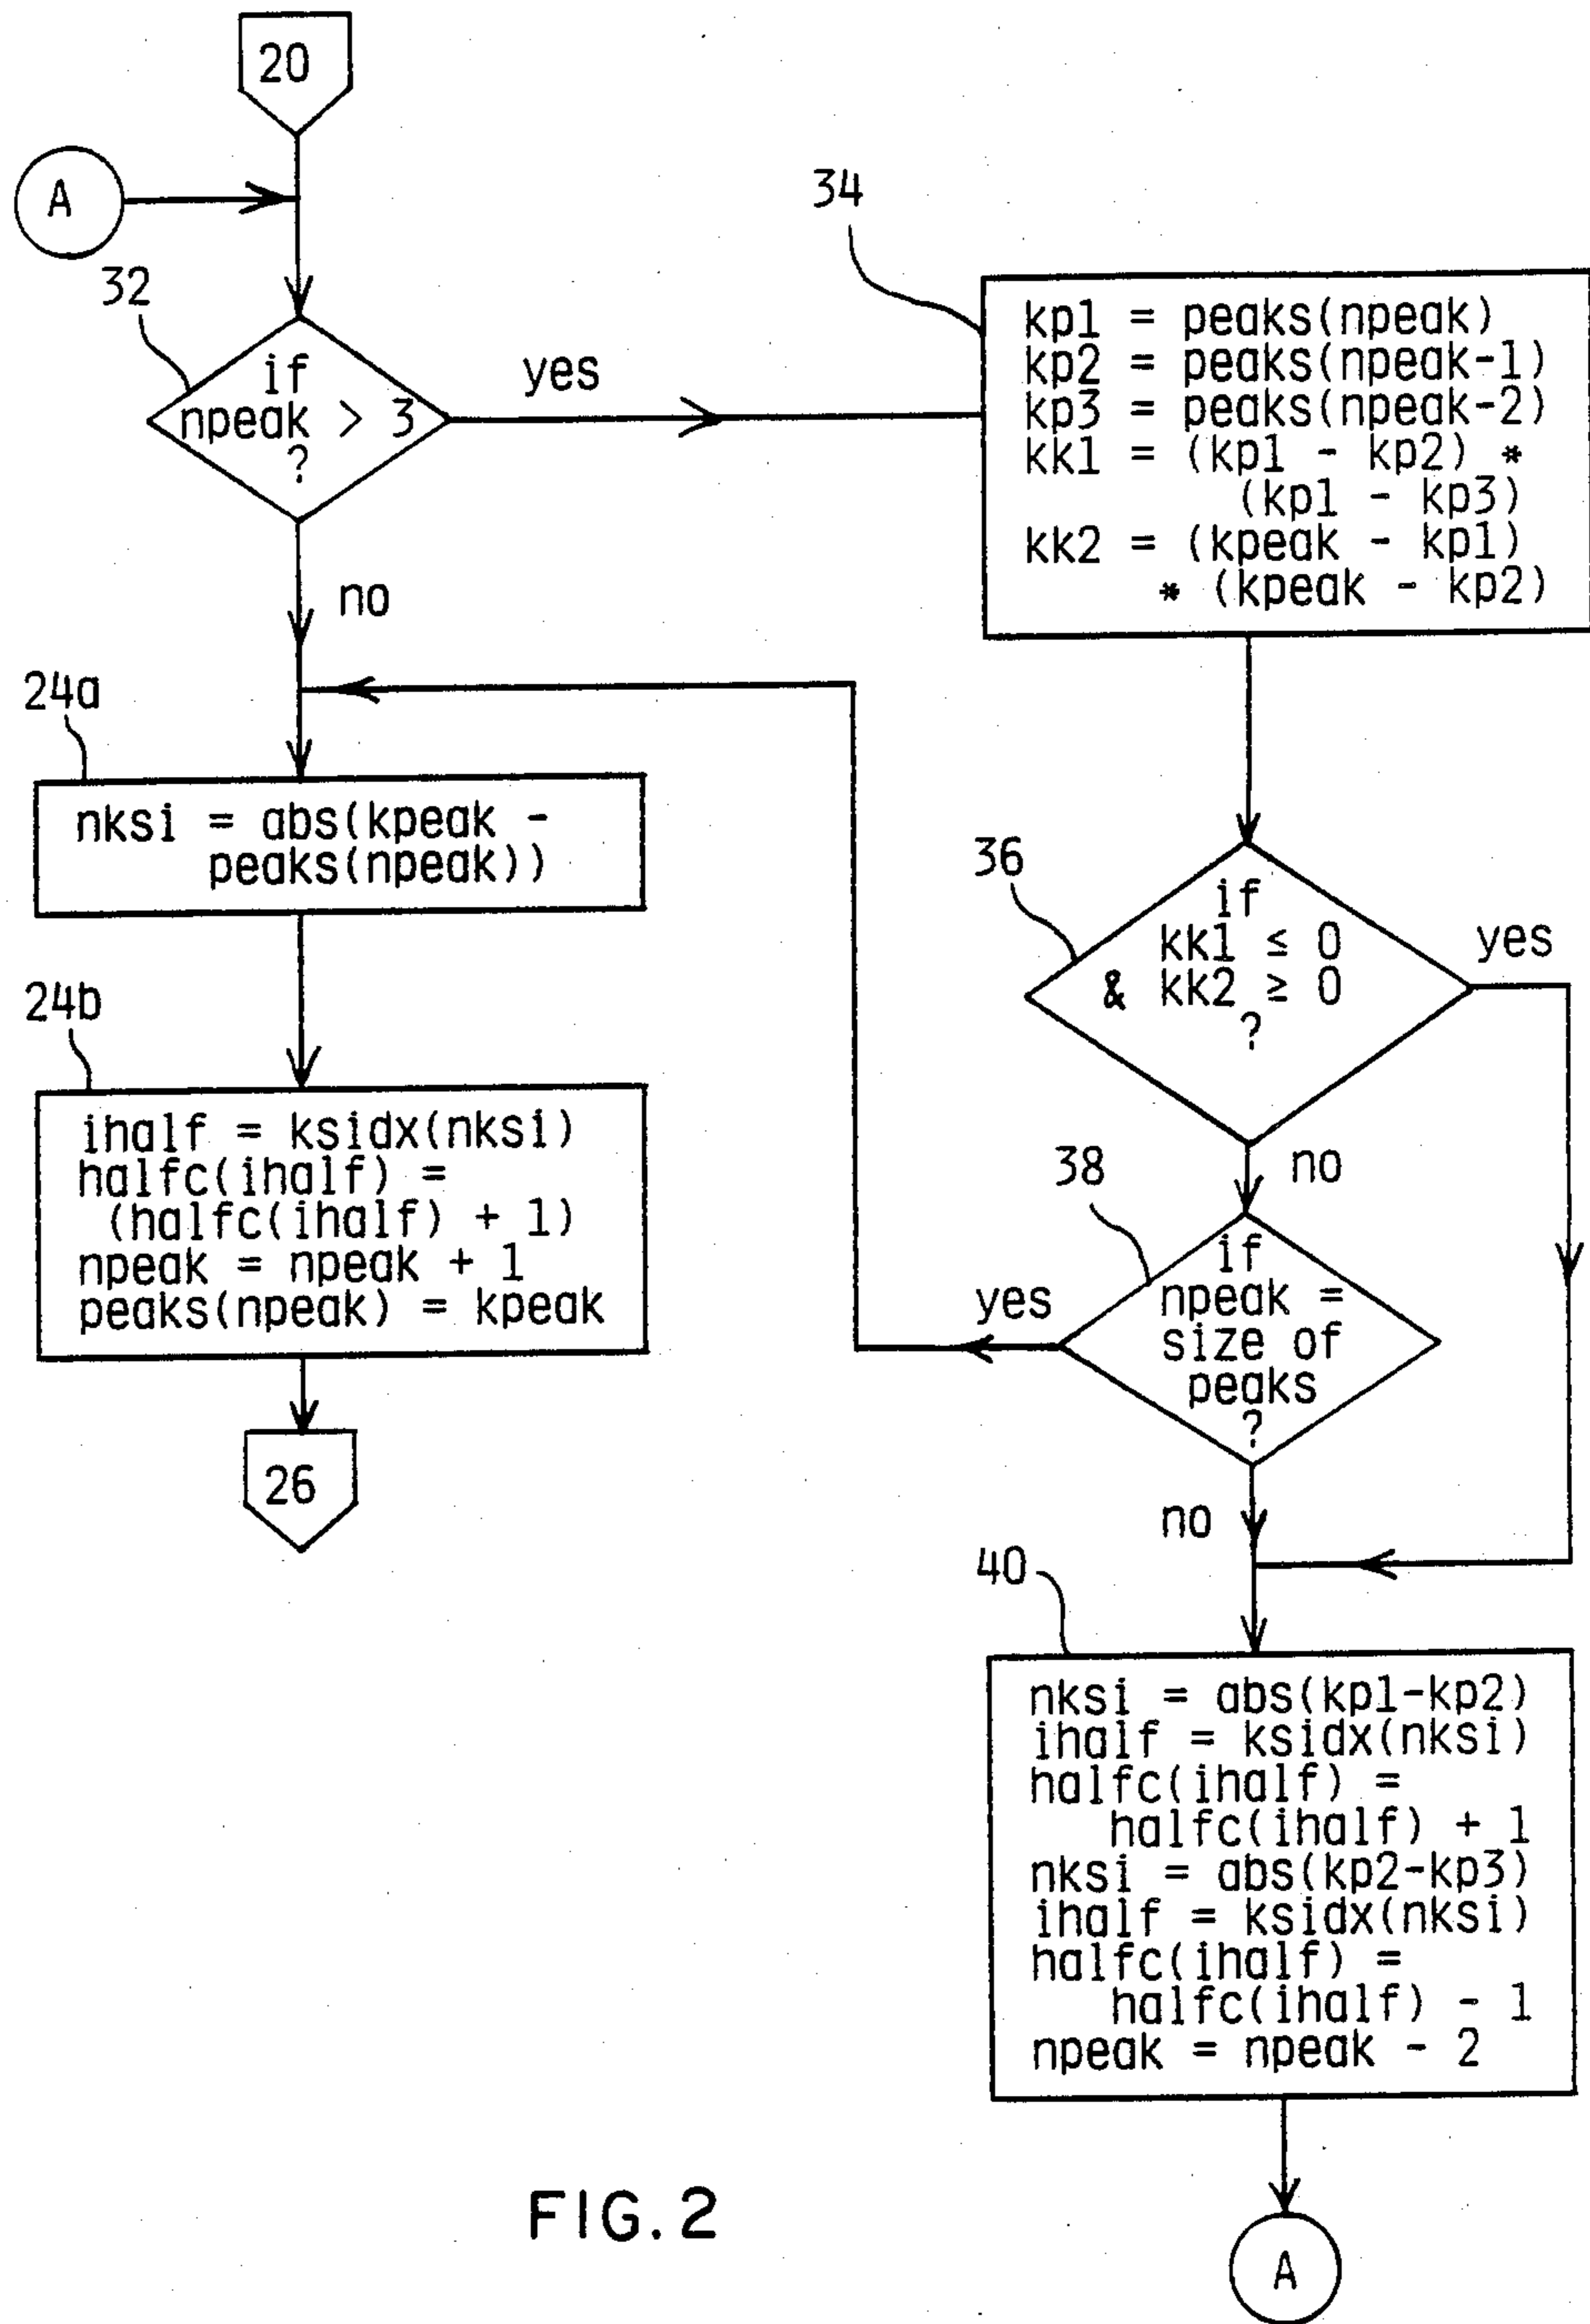 20
A
32
if
npeak > 3
?
yes
no
34
kp1 = peaks(npeak)
kp2 = peaks(npeak-1)
kp3 = peaks(npeak-2)
kk1 = (kp1 - kp2) *
(kp1 - kp3)
kk2 = (kpeak - kp1)
* (kpeak - kp2)
24a
nksi = abs(kpeak -
peaks(npeak))
24b
ihalf = ksidx(nksi)
halfc(ihalf) =
(halfc(ihalf) + 1)
npeak = npeak + 1
peaks(npeak) = kpeak
26
36
if
kk1 ≤ 0
& kk2 ≥ 0
?
yes
no
38
if
npeak =
size of
peaks
?
yes
no
40
nksi = abs(kp1-kp2)
ihalf = ksidx(nksi)
halfc(ihalf) =
halfc(ihalf) + 1
nksi = abs(kp2-kp3)
ihalf = ksidx(nksi)
halfc(ihalf) =
halfc(ihalf) - 1
npeak = npeak - 2
A
FIG.2